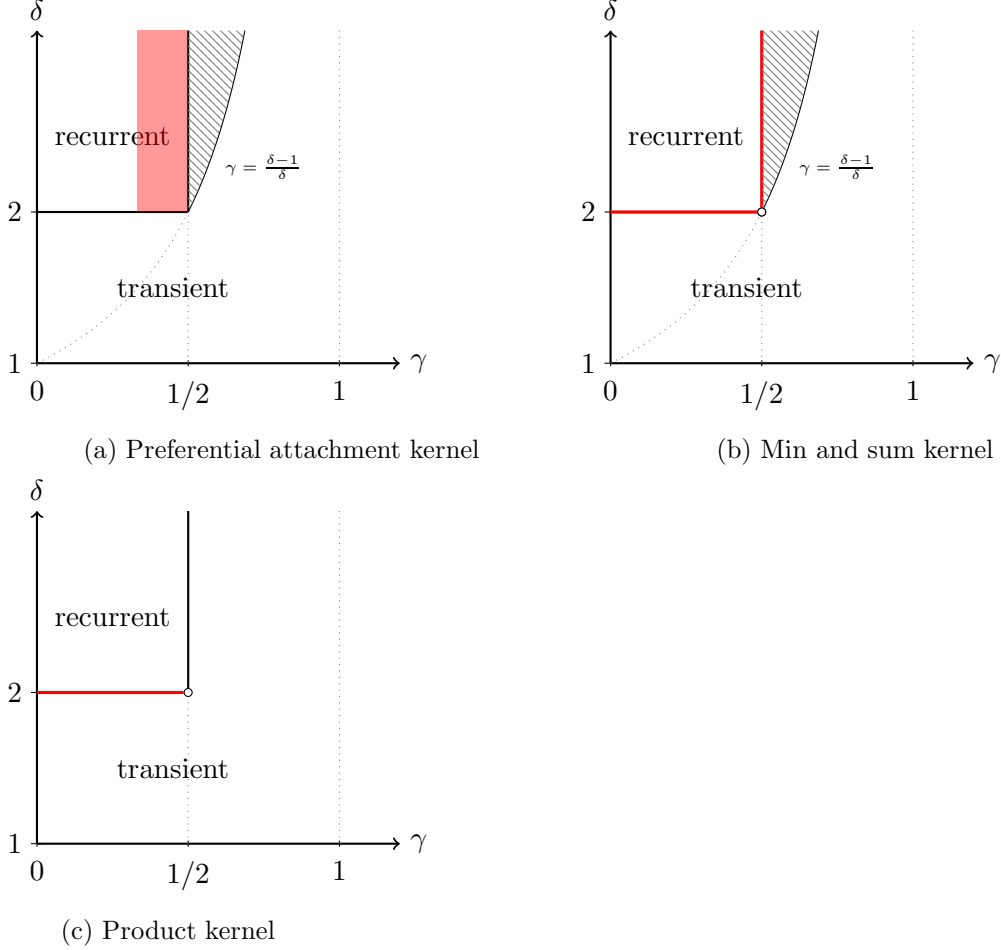 δ
recurrent
γ = δ−1/δ
2
transient
1
γ
0
1/2
1
(a) Preferential attachment kernel
δ
recurrent
γ = δ−1/δ
2
transient
1
γ
0
1/2
1
(b) Min and sum kernel
δ
recurrent
2
transient
1
γ
0
1/2
1
(c) Product kernel